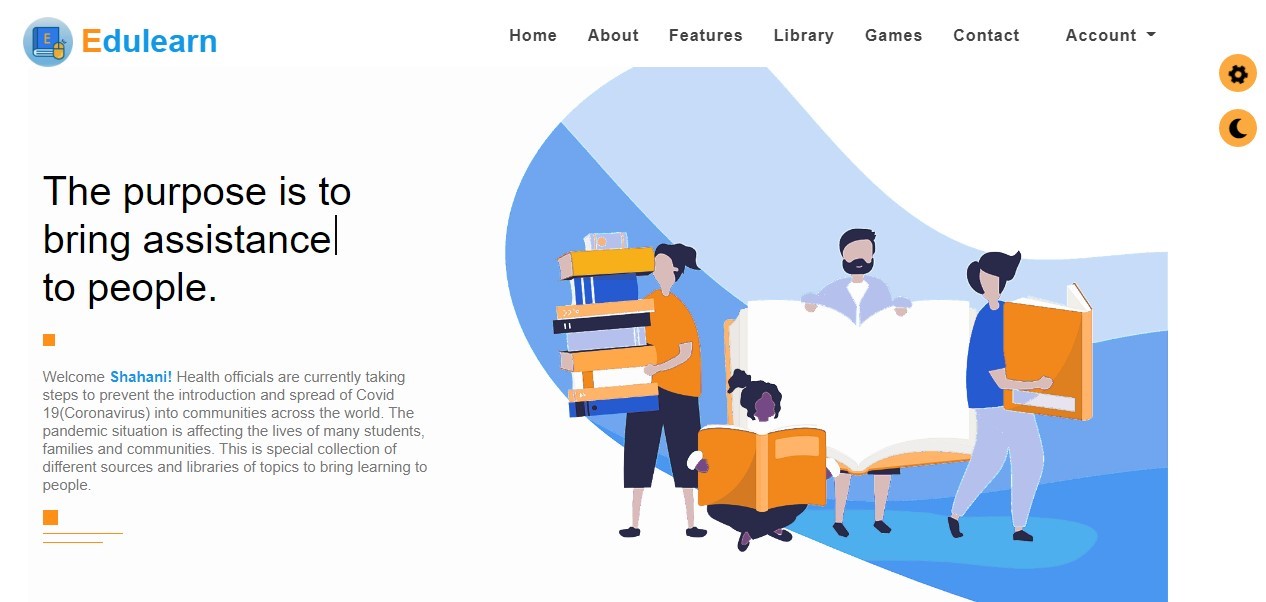 E Edulearn
Home About Features Library Games Contact Account
The purpose is to
bring assistance
to people.
Welcome Shahani! Health officials are currently taking
steps to prevent the introduction and spread of Covid
19(Coronavirus) into communities across the world. The
pandemic situation is affecting the lives of many students,
families and communities. This is special collection of
different sources and libraries of topics to bring learning to
people.